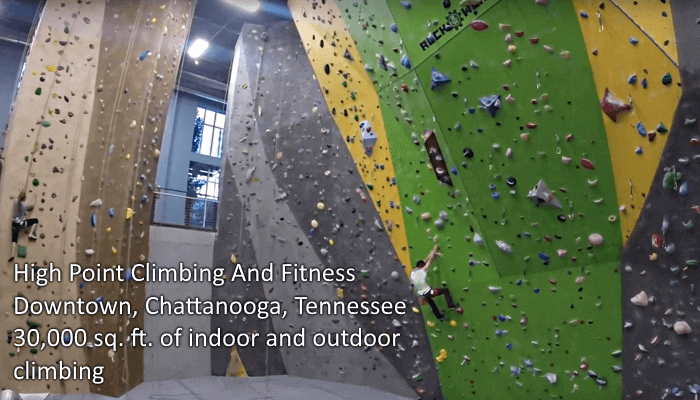 High Point Climbing And Fitness
Downtown, Chattanooga, Tennessee
30,000 sq. ft. of indoor and outdoor
climbing